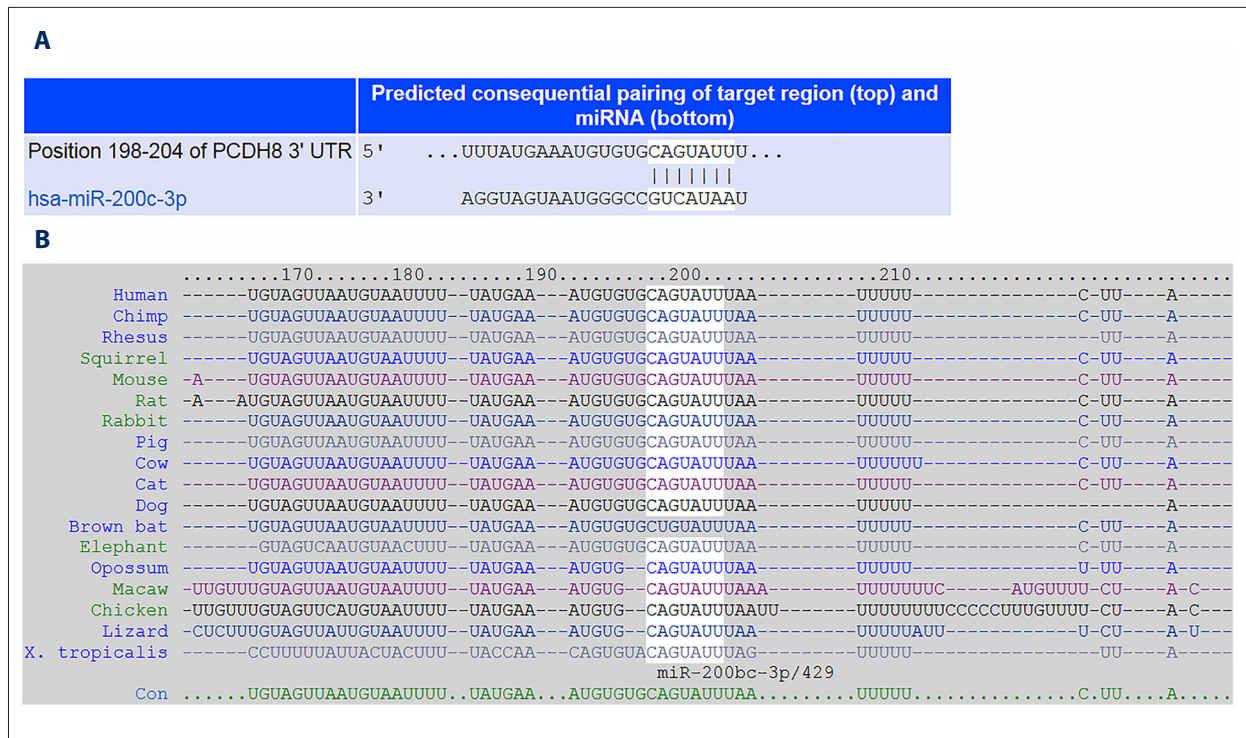 A
Predicted consequential pairing of target region (top) and
miRNA (bottom)
Position 198-204 of PCDH8 3' UTR 5' ...UUUAUGAAAUGUGUGCAGUAUUU...
|||||||
hsa-miR-200c-3p 3' AGGUAGUAAUGGGCCGUCAUAAU
B
.........170.......180.........190..........200.............210.............................
Human ------UGUAGUUAAUGUAAUUUU--UAUGAA---AUGUGUGCAGUAUUUAA---------UUUUU---------------C-UU----A-----
Chimp ------UGUAGUUAAUGUAAUUUU--UAUGAA---AUGUGUGCAGUAUUUAA---------UUUUU---------------C-UU----A-----
Rhesus ------UGUAGUUAAUGUAAUUUU--UAUGAA---AUGUGUGCAGUAUUUAA---------UUUUU-----------------UU----A-----
Squirrel ------UGUAGUUAAUGUAAUUUU--UAUGAA---AUGUGUGCAGUAUUUAA---------UUUUU---------------C-UU----A-----
Mouse -A----UGUAGUUAAUGUAAUUUU--UAUGAA---AUGUGUGCAGUAUUUAA---------UUUUU---------------C-UU----A-----
Rat -A---AUGUAGUUAAUGUAAUUUU--UAUGAA---AUGUGUGCAGUAUUUAA---------UUUUU---------------C-UU----A-----
Rabbit ------UGUAGUUAAUGUAAUUUU--UAUGAA---AUGUGUGCAGUAUUUAA---------UUUUU---------------C-UU----A-----
Pig ------UGUAGUUAAUGUAAUUUU--UAUGAA---AUGUGUGCAGUAUUUAA---------UUUUU---------------C-UU----A-----
Cow ------UGUAGUUAAUGUAAUUUU--UAUGAA---AUGUGUGCAGUAUUUAA---------UUUUUU--------------C-UU----A-----
Cat ------UGUAGUUAAUGUAAUUUU--UAUGAA---AUGUGUGCAGUAUUUAA---------UUUUU---------------C-UU----A-----
Dog ------UGUAGUUAAUGUAAUUUU--UAUGAA---AUGUGUGCAGUAUUUAA---------UUUUU-----------------------A-----
Brown bat ------UGUAGUUAAUGUAAUUUU--UAUGAA---AUGUGUGCUGUAUUUAA---------UUUUU---------------C-UU----A-----
Elephant -------GUAGUCAAUGUAACUUU--UAUGAA---AUGUGUGCAGUAUUUAA---------UUUUU---------------C-UU----A-----
Opossum ------UGUAGUUAAUGUAAUUUU--UAUGAA---ACGUG--CAGUAUUUAA---------UUUUU---------------U-UU----A-----
Macaw -UUGUUUGUAGUUAAUGUAAUUUU--UAUGAA---ACGUG--CAGUAUUUAAA--------UUUUUUUC------AUGUUUU-CU----A-C---
Chicken -UUGUUUGUAGUUCAUGUAAUUUU--UAUGAA---AUGUG--CAGUAUUUAAUU-------UUUUUUUUCCCCCUUUGUUUU-CU----A-C---
Lizard -CUCUUUGUAGUUAUUGUAAUUUU--UAUGAA---AUGUG--CAGUAUUUAA---------UUUUUAUU------------U-CU----A-U---
X. tropicalis ------CCUUUUUAUUACUACUUU--UACCAA---CAGUGUACAGUAUUUAG---------UUUUU-----------------UU----A-----
miR-200bc-3p/429
Con ......UGUAGUUAAUGUAAUUUU..UAUGAA...AUGUGUGCAGUAUUUAA.........UUUUU...............C.UU....A.....